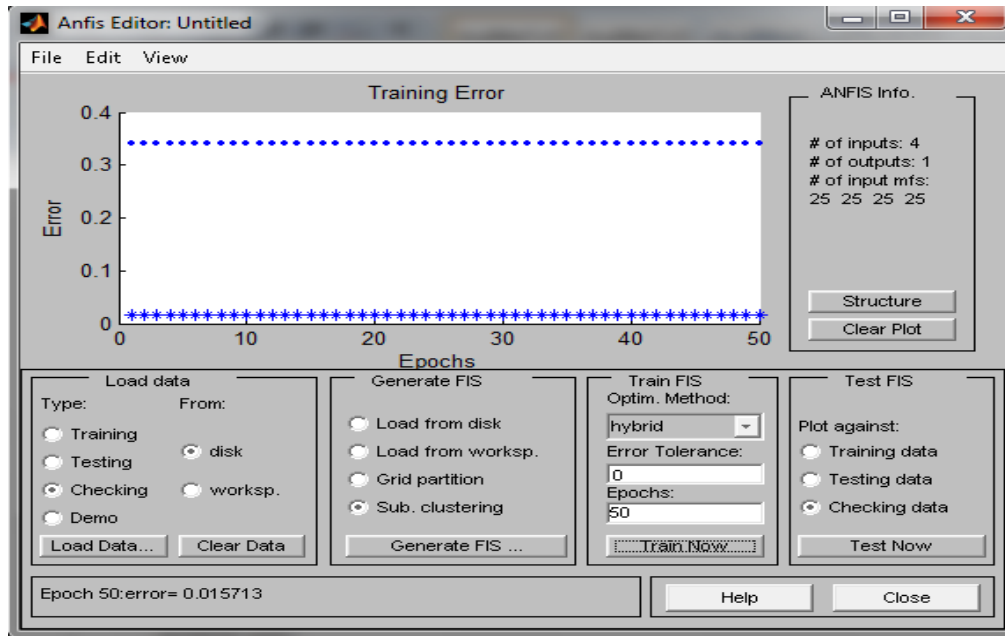 Anfis Editor: Untitled
File Edit View
Training Error
0.4
0.3
0.2
0.1
0
Error
0 10 20 30 40 50
Epochs
ANFIS Info.
# of inputs: 4
# of outputs: 1
# of input mfs:
25 25 25 25
Structure
Clear Plot
Load data
Type: From:
Training
Testing
Checking
Demo
disk
worksp.
Load Data... Clear Data
Generate FIS
Load from disk
Load from worksp.
Grid partition
Sub. clustering
Generate FIS ...
Train FIS
Optim. Method:
hybrid
Error Tolerance:
0
Epochs:
50
Train Now
Test FIS
Plot against:
Training data
Testing data
Checking data
Test Now
Epoch 50:error= 0.015713
Help Close